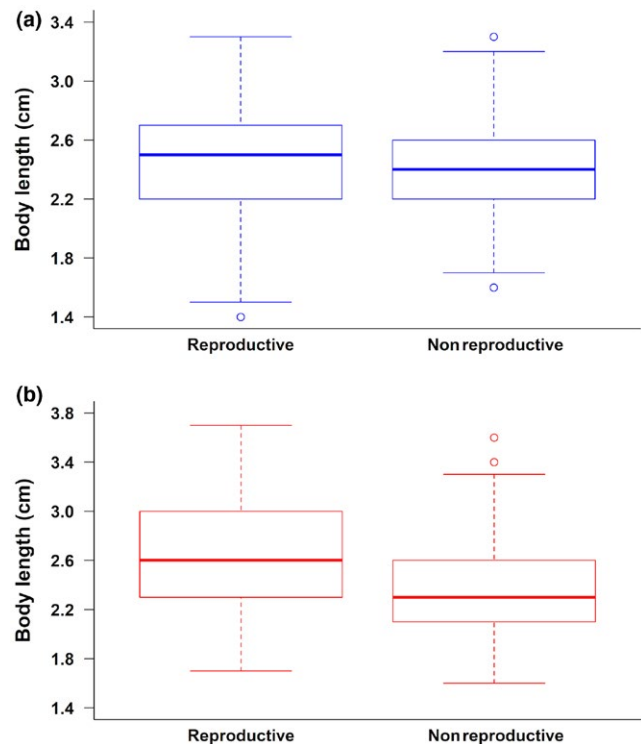 (a)
Body length (cm)
3.4
3.0
2.6
2.2
1.8
1.4
Reproductive Non reproductive
(b)
Body length (cm)
3.8
3.4
3.0
2.6
2.2
1.8
1.4
Reproductive Non reproductive